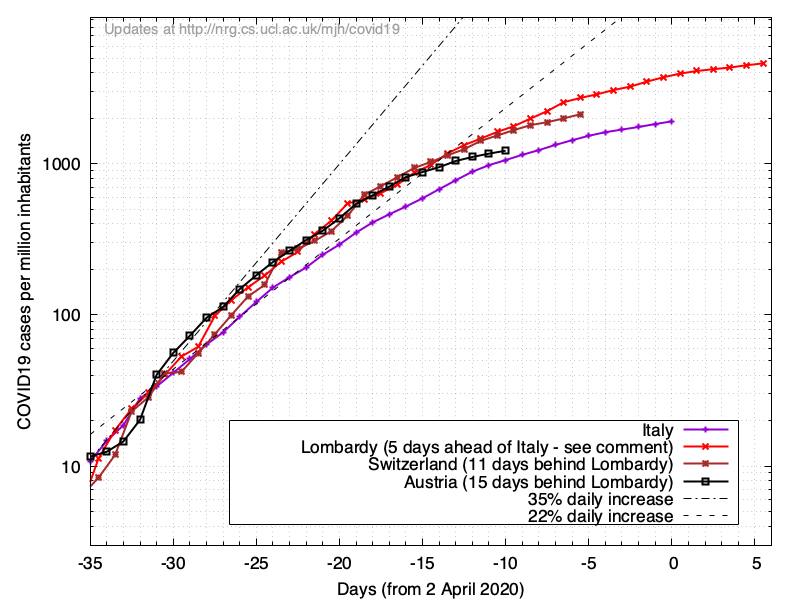 Updates at http://nrg.cs.ucl.ac.uk/mjh/covid19
COVID19 cases per million inhabitants
1000
100
10
Italy
Lombardy (5 days ahead of Italy - see comment)
Switzerland (11 days behind Lombardy)
Austria (15 days behind Lombardy)
35% daily increase
22% daily increase
-35 -30 -25 -20 -15 -10 -5 0 5
Days (from 2 April 2020)